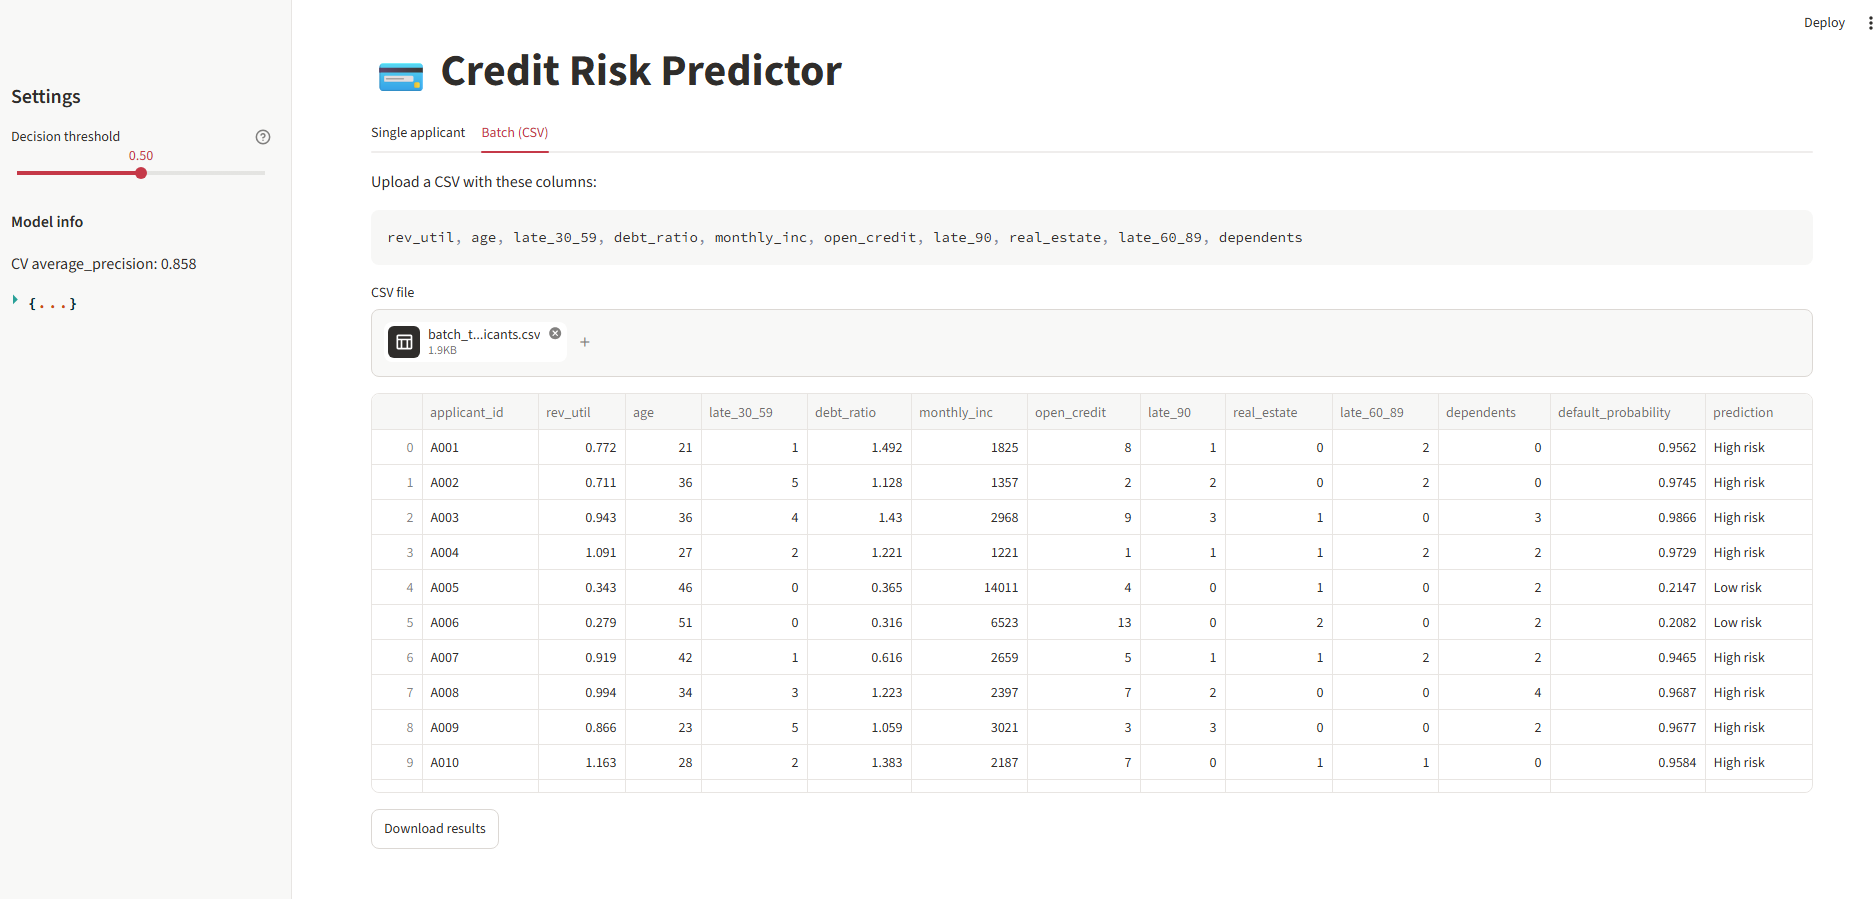 Deploy
Settings
Decision threshold
0.50
Model info
CV average_precision: 0.858
{...}
Credit Risk Predictor
Single applicant Batch (CSV)
Upload a CSV with these columns:
rev_util, age, late_30_59, debt_ratio, monthly_inc, open_credit, late_90, real_estate, late_60_89, dependents
CSV file
batch_t...icants.csv
1.9KB
applicant_id rev_util age late_30_59 debt_ratio monthly_inc open_credit late_90 real_estate late_60_89 dependents default_probability prediction
0 A001 0.772 21 1 1.492 1825 8 1 0 2 0 0.9562 High risk
1 A002 0.711 36 5 1.128 1357 2 2 0 2 0 0.9745 High risk
2 A003 0.943 36 4 1.43 2968 9 3 1 0 3 0.9866 High risk
3 A004 1.091 27 2 1.221 1221 1 1 1 2 2 0.9729 High risk
4 A005 0.343 46 0 0.365 14011 4 0 1 0 2 0.2147 Low risk
5 A006 0.279 51 0 0.316 6523 13 0 2 0 2 0.2082 Low risk
6 A007 0.919 42 1 0.616 2659 5 1 1 2 2 0.9465 High risk
7 A008 0.994 34 3 1.223 2397 7 2 0 0 4 0.9687 High risk
8 A009 0.866 23 5 1.059 3021 3 3 0 0 2 0.9677 High risk
9 A010 1.163 28 2 1.383 2187 7 0 1 1 0 0.9584 High risk
Download results